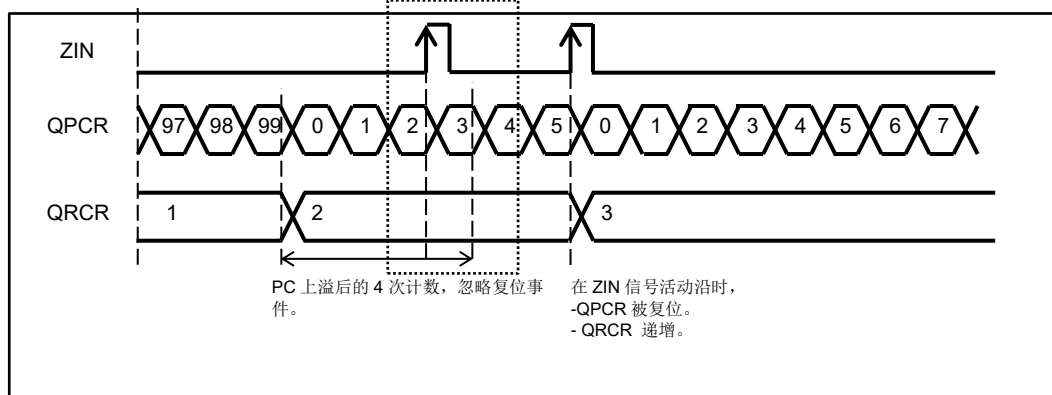 ZIN
QPCR 97 98 99 0 1 2 3 4 5 0 1 2 3 4 5 6 7
QRCR 1 2 3
PC 上溢后的 4 次计数，忽略复位事
件。
在 ZIN 信号活动沿时，
-QPCR 被复位。
- QRCR 递增。